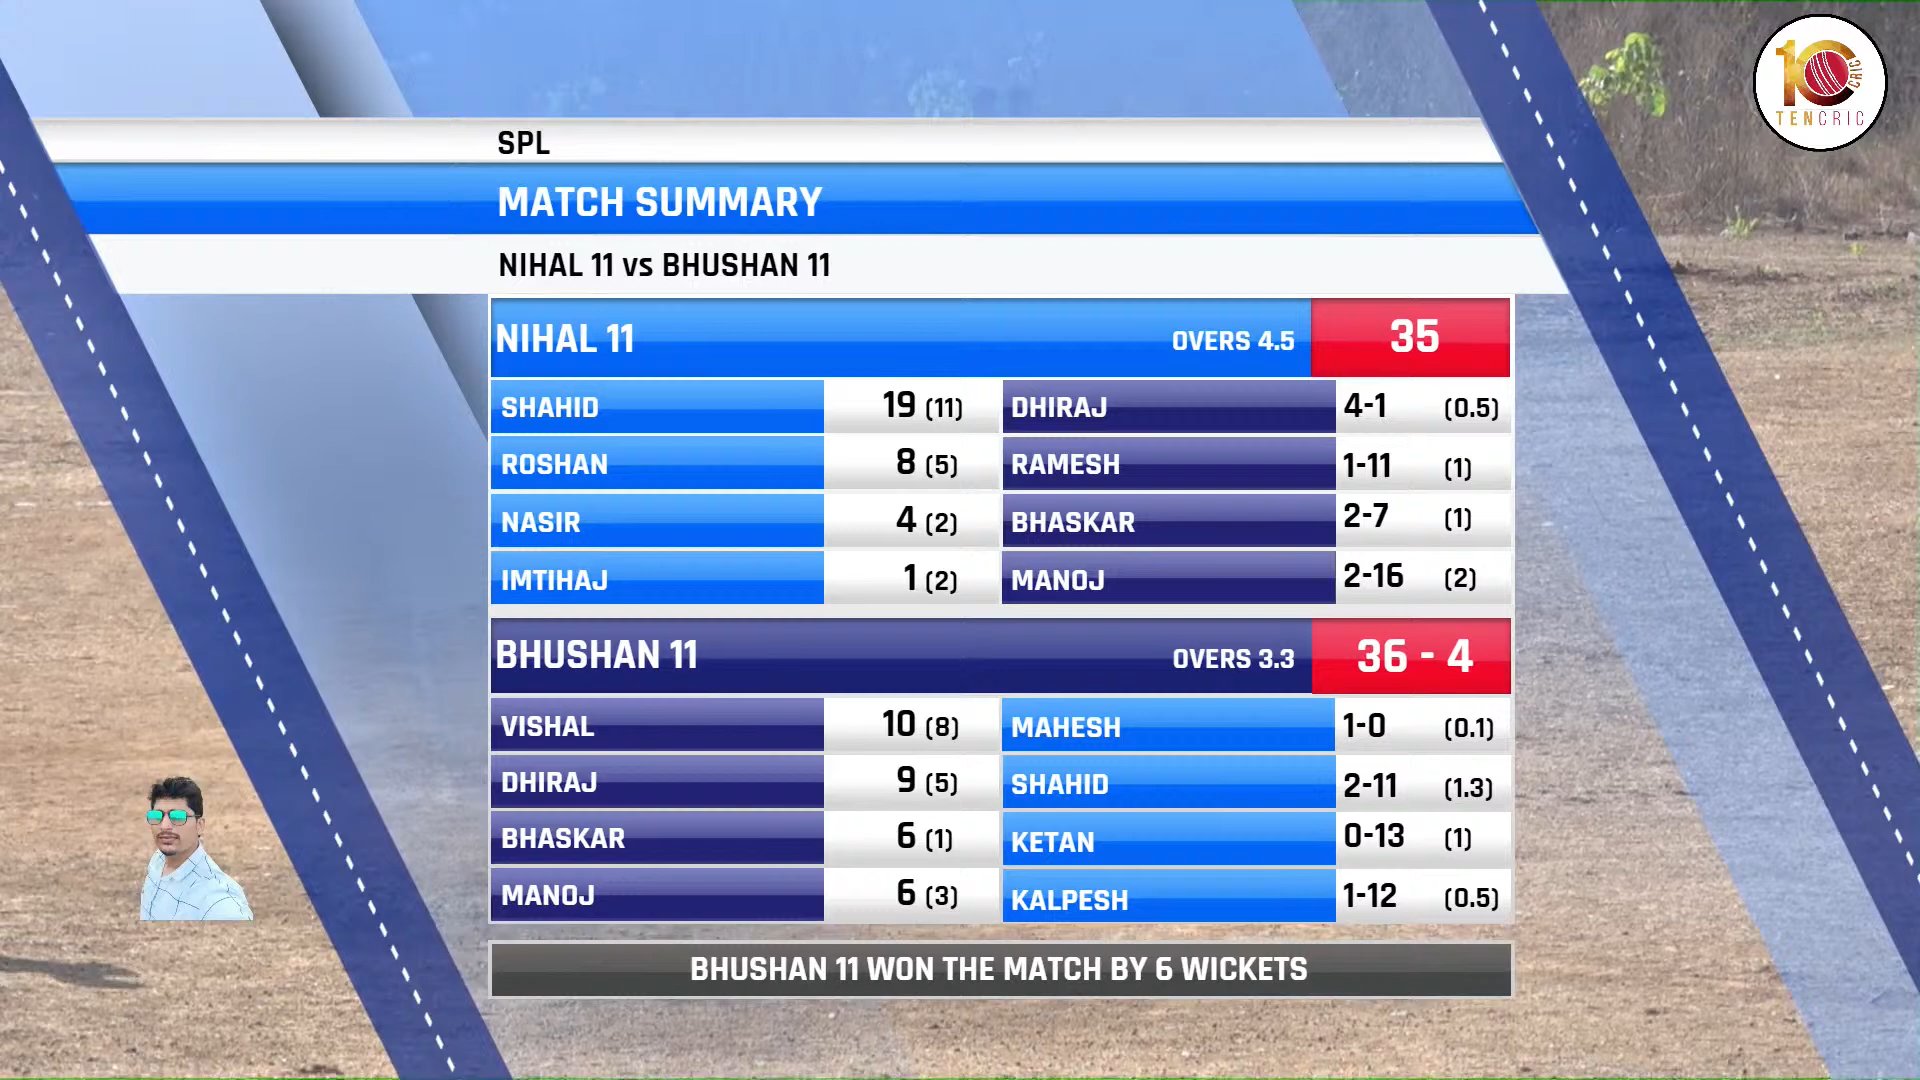 10 CRIC
TENCRIC
SPL
MATCH SUMMARY
NIHAL 11 vs BHUSHAN 11
NIHAL 11 OVERS 4.5 35
SHAHID 19 (11) DHIRAJ 4-1 (0.5)
ROSHAN 8 (5) RAMESH 1-11 (1)
NASIR 4 (2) BHASKAR 2-7 (1)
IMTIHAJ 1 (2) MANOJ 2-16 (2)
BHUSHAN 11 OVERS 3.3 36 - 4
VISHAL 10 (8) MAHESH 1-0 (0.1)
DHIRAJ 9 (5) SHAHID 2-11 (1.3)
BHASKAR 6 (1) KETAN 0-13 (1)
MANOJ 6 (3) KALPESH 1-12 (0.5)
BHUSHAN 11 WON THE MATCH BY 6 WICKETS